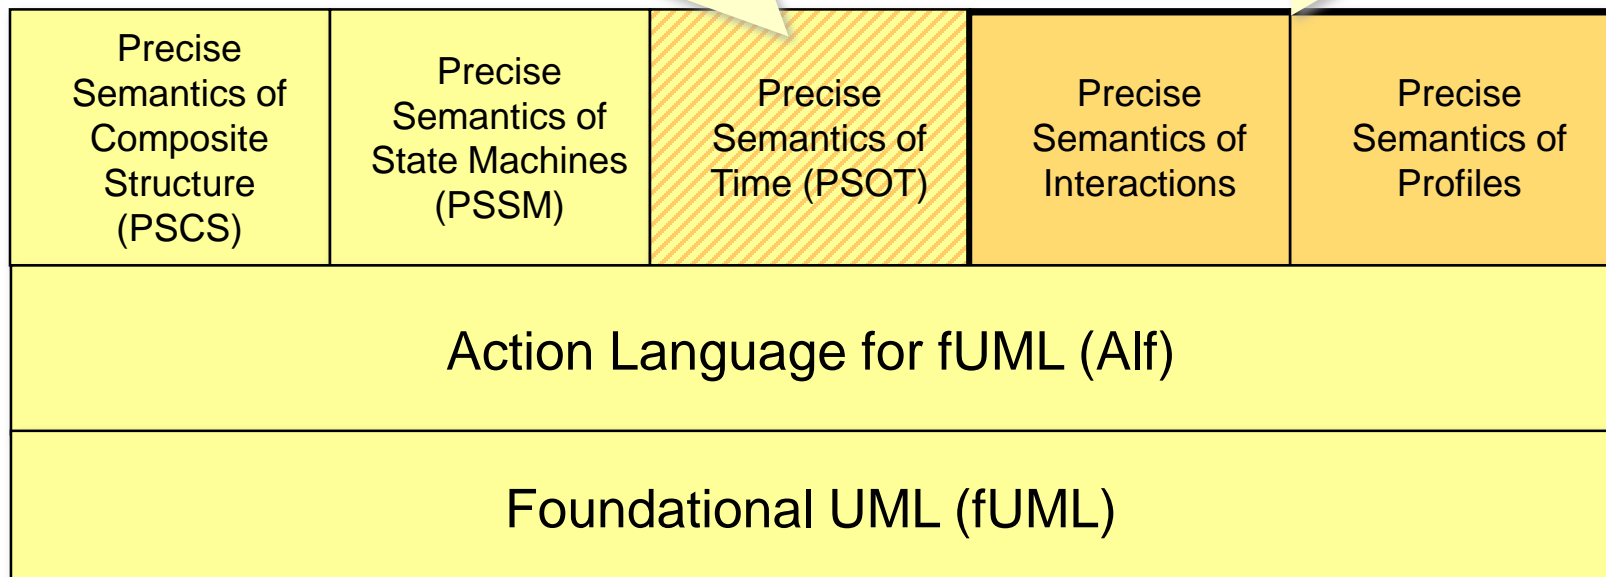 Precise
Semantics of
Composite
Structure
(PSCS)
Precise
Semantics of
State Machines
(PSSM)
Precise
Semantics of
Time (PSOT)
Precise
Semantics of
Interactions
Precise
Semantics of
Profiles
Action Language for fUML (Alf)
Foundational UML (fUML)